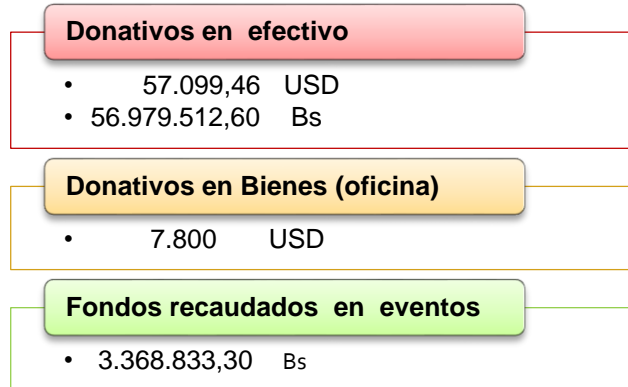 Donativos en efectivo
• 57.099,46 USD
• 56.979.512,60 Bs
Donativos en Bienes (oficina)
• 7.800 USD
Fondos recaudados en eventos
• 3.368.833,30 Bs